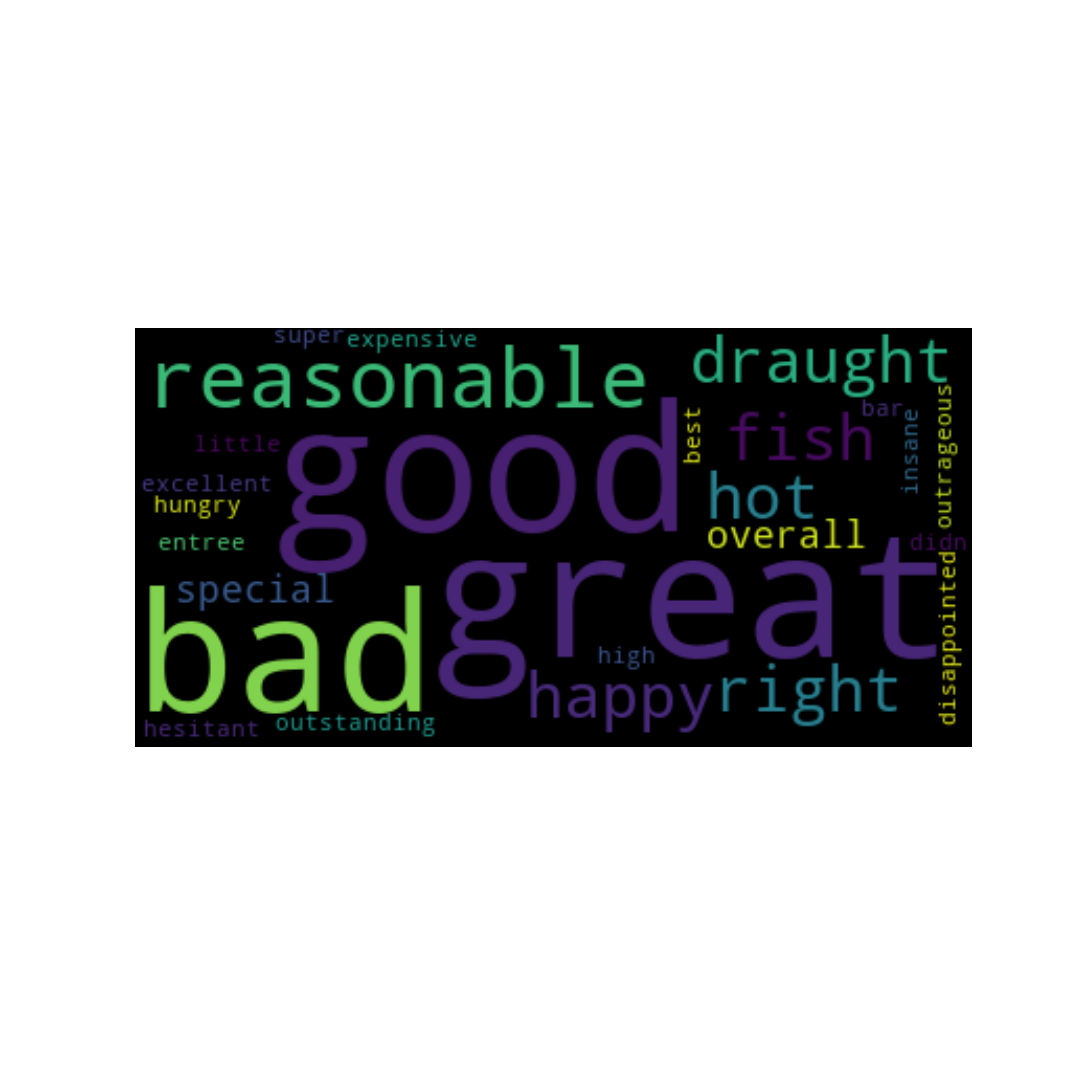 super
expensive
reasonable
draught
good
best
fish
bar
insane
outrageous
little
excellent
hungry
entree
hot
overall
didn
special
bad
great
high
happy
right
disappointed
hesitant
outstanding